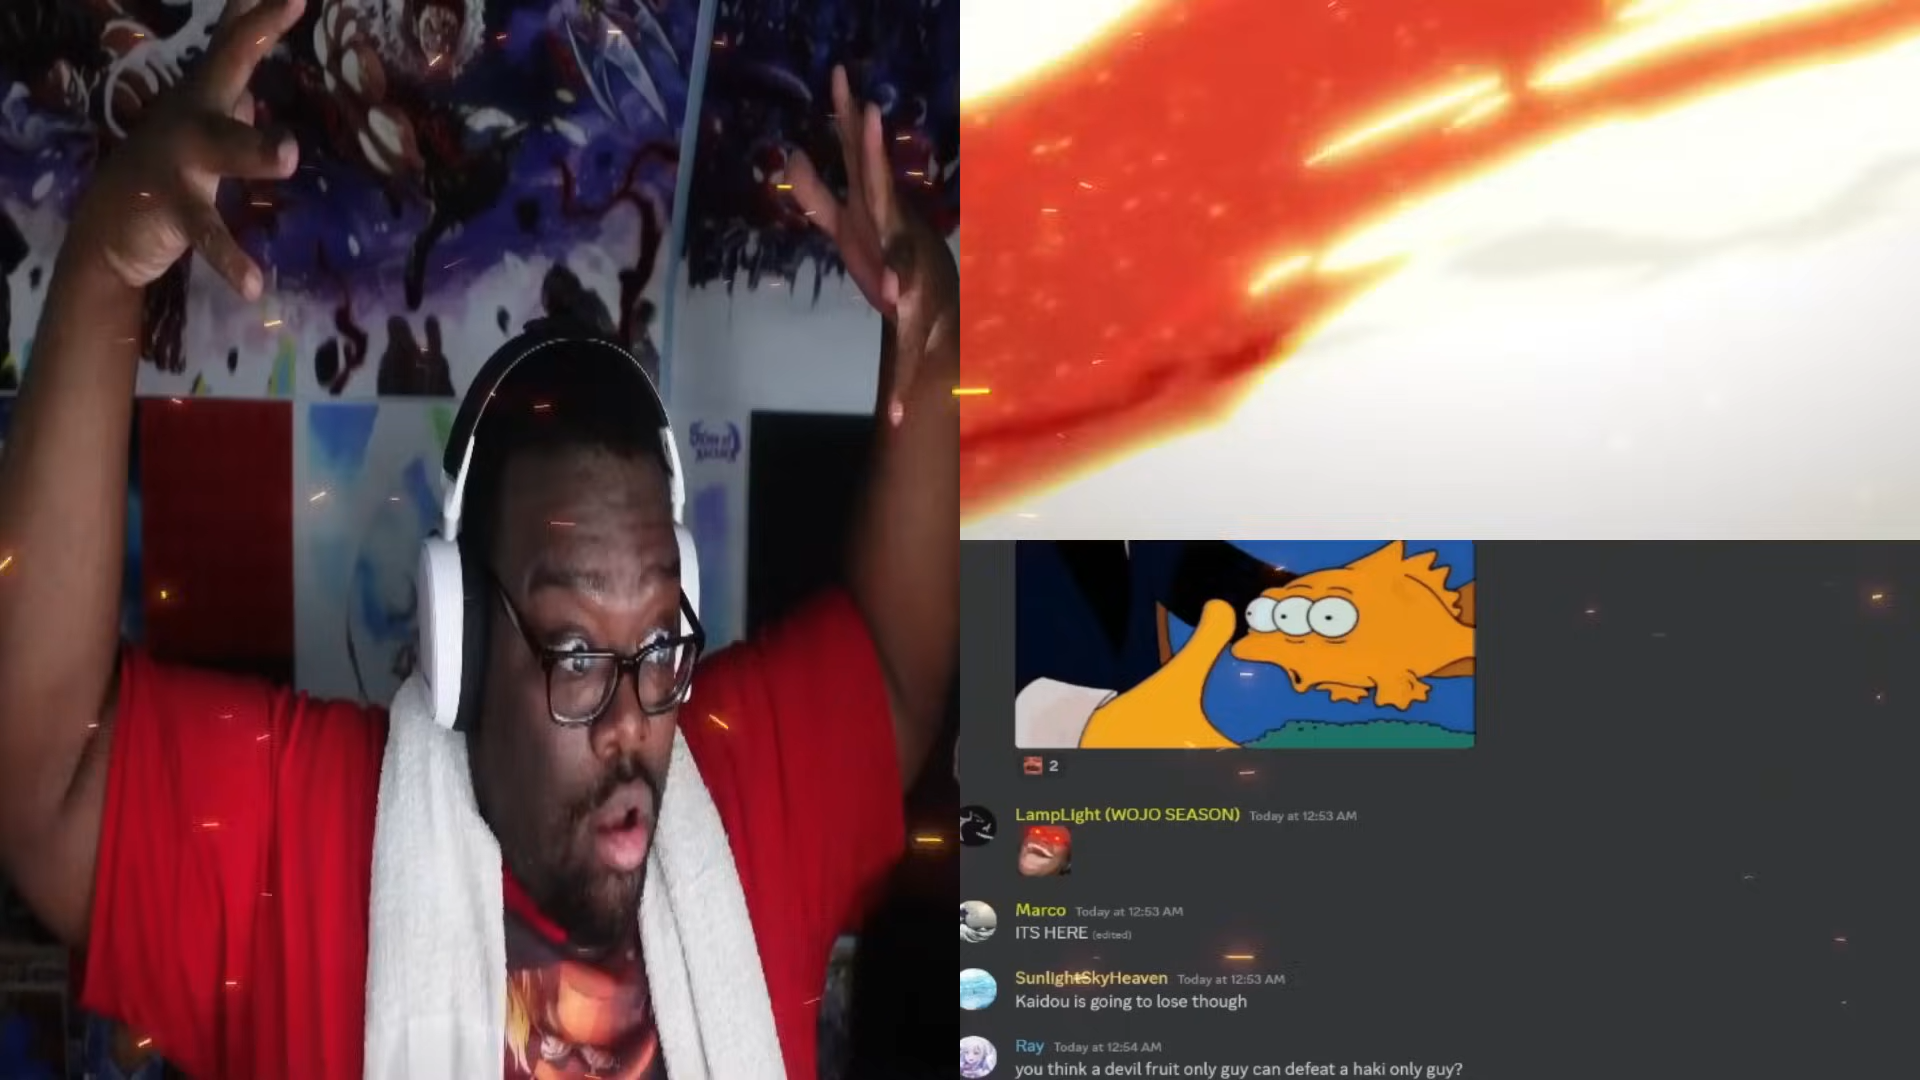 2
LampLight (WOJO SEASON) Today at 12:53 AM
Marco Today at 12:53 AM
ITS HERE (edited)
SunlightSkyHeaven Today at 12:53 AM
Kaidou is going to lose though
Ray Today at 12:54 AM
you think a devil fruit only guy can defeat a haki only guy?